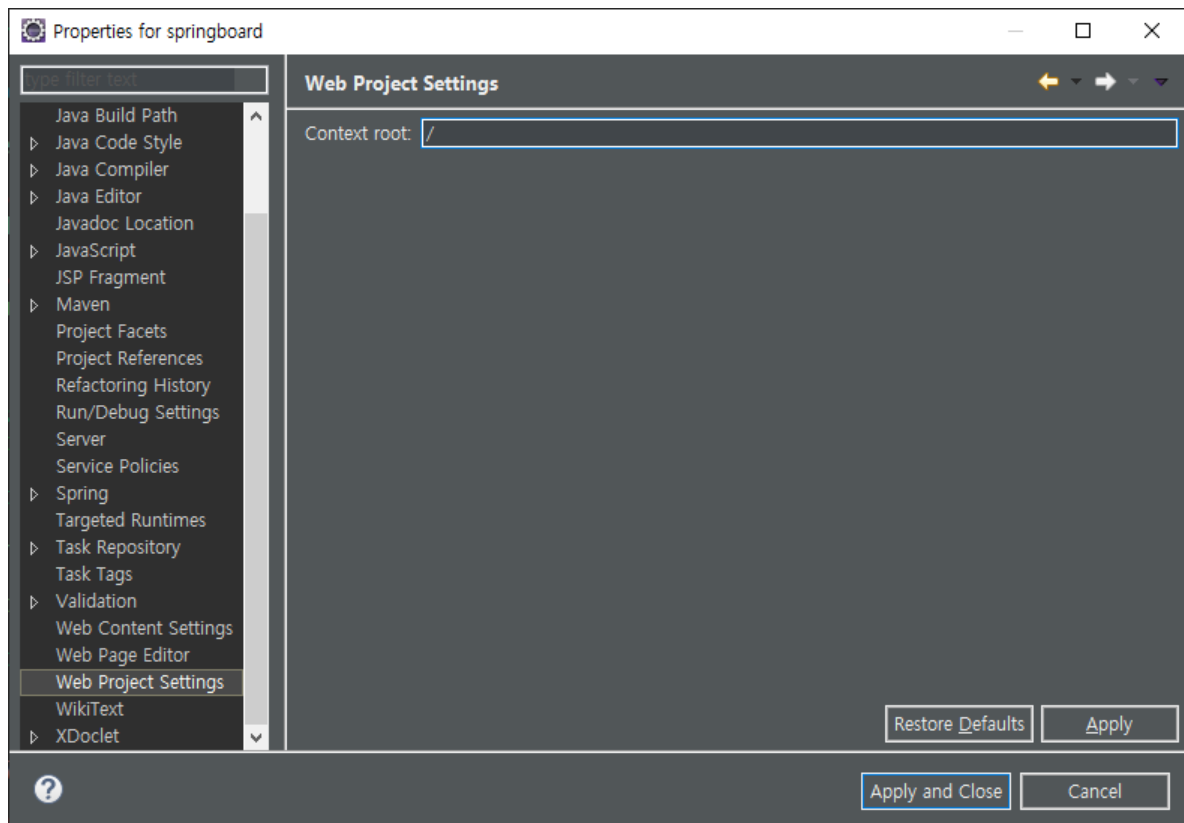 Properties for springboard
type filter text
Java Build Path
Java Code Style
Java Compiler
Java Editor
Javadoc Location
JavaScript
JSP Fragment
Maven
Project Facets
Project References
Refactoring History
Run/Debug Settings
Server
Service Policies
Spring
Targeted Runtimes
Task Repository
Task Tags
Validation
Web Content Settings
Web Page Editor
Web Project Settings
WikiText
XDoclet
Web Project Settings
Context root: /
Restore Defaults Apply
? Apply and Close Cancel